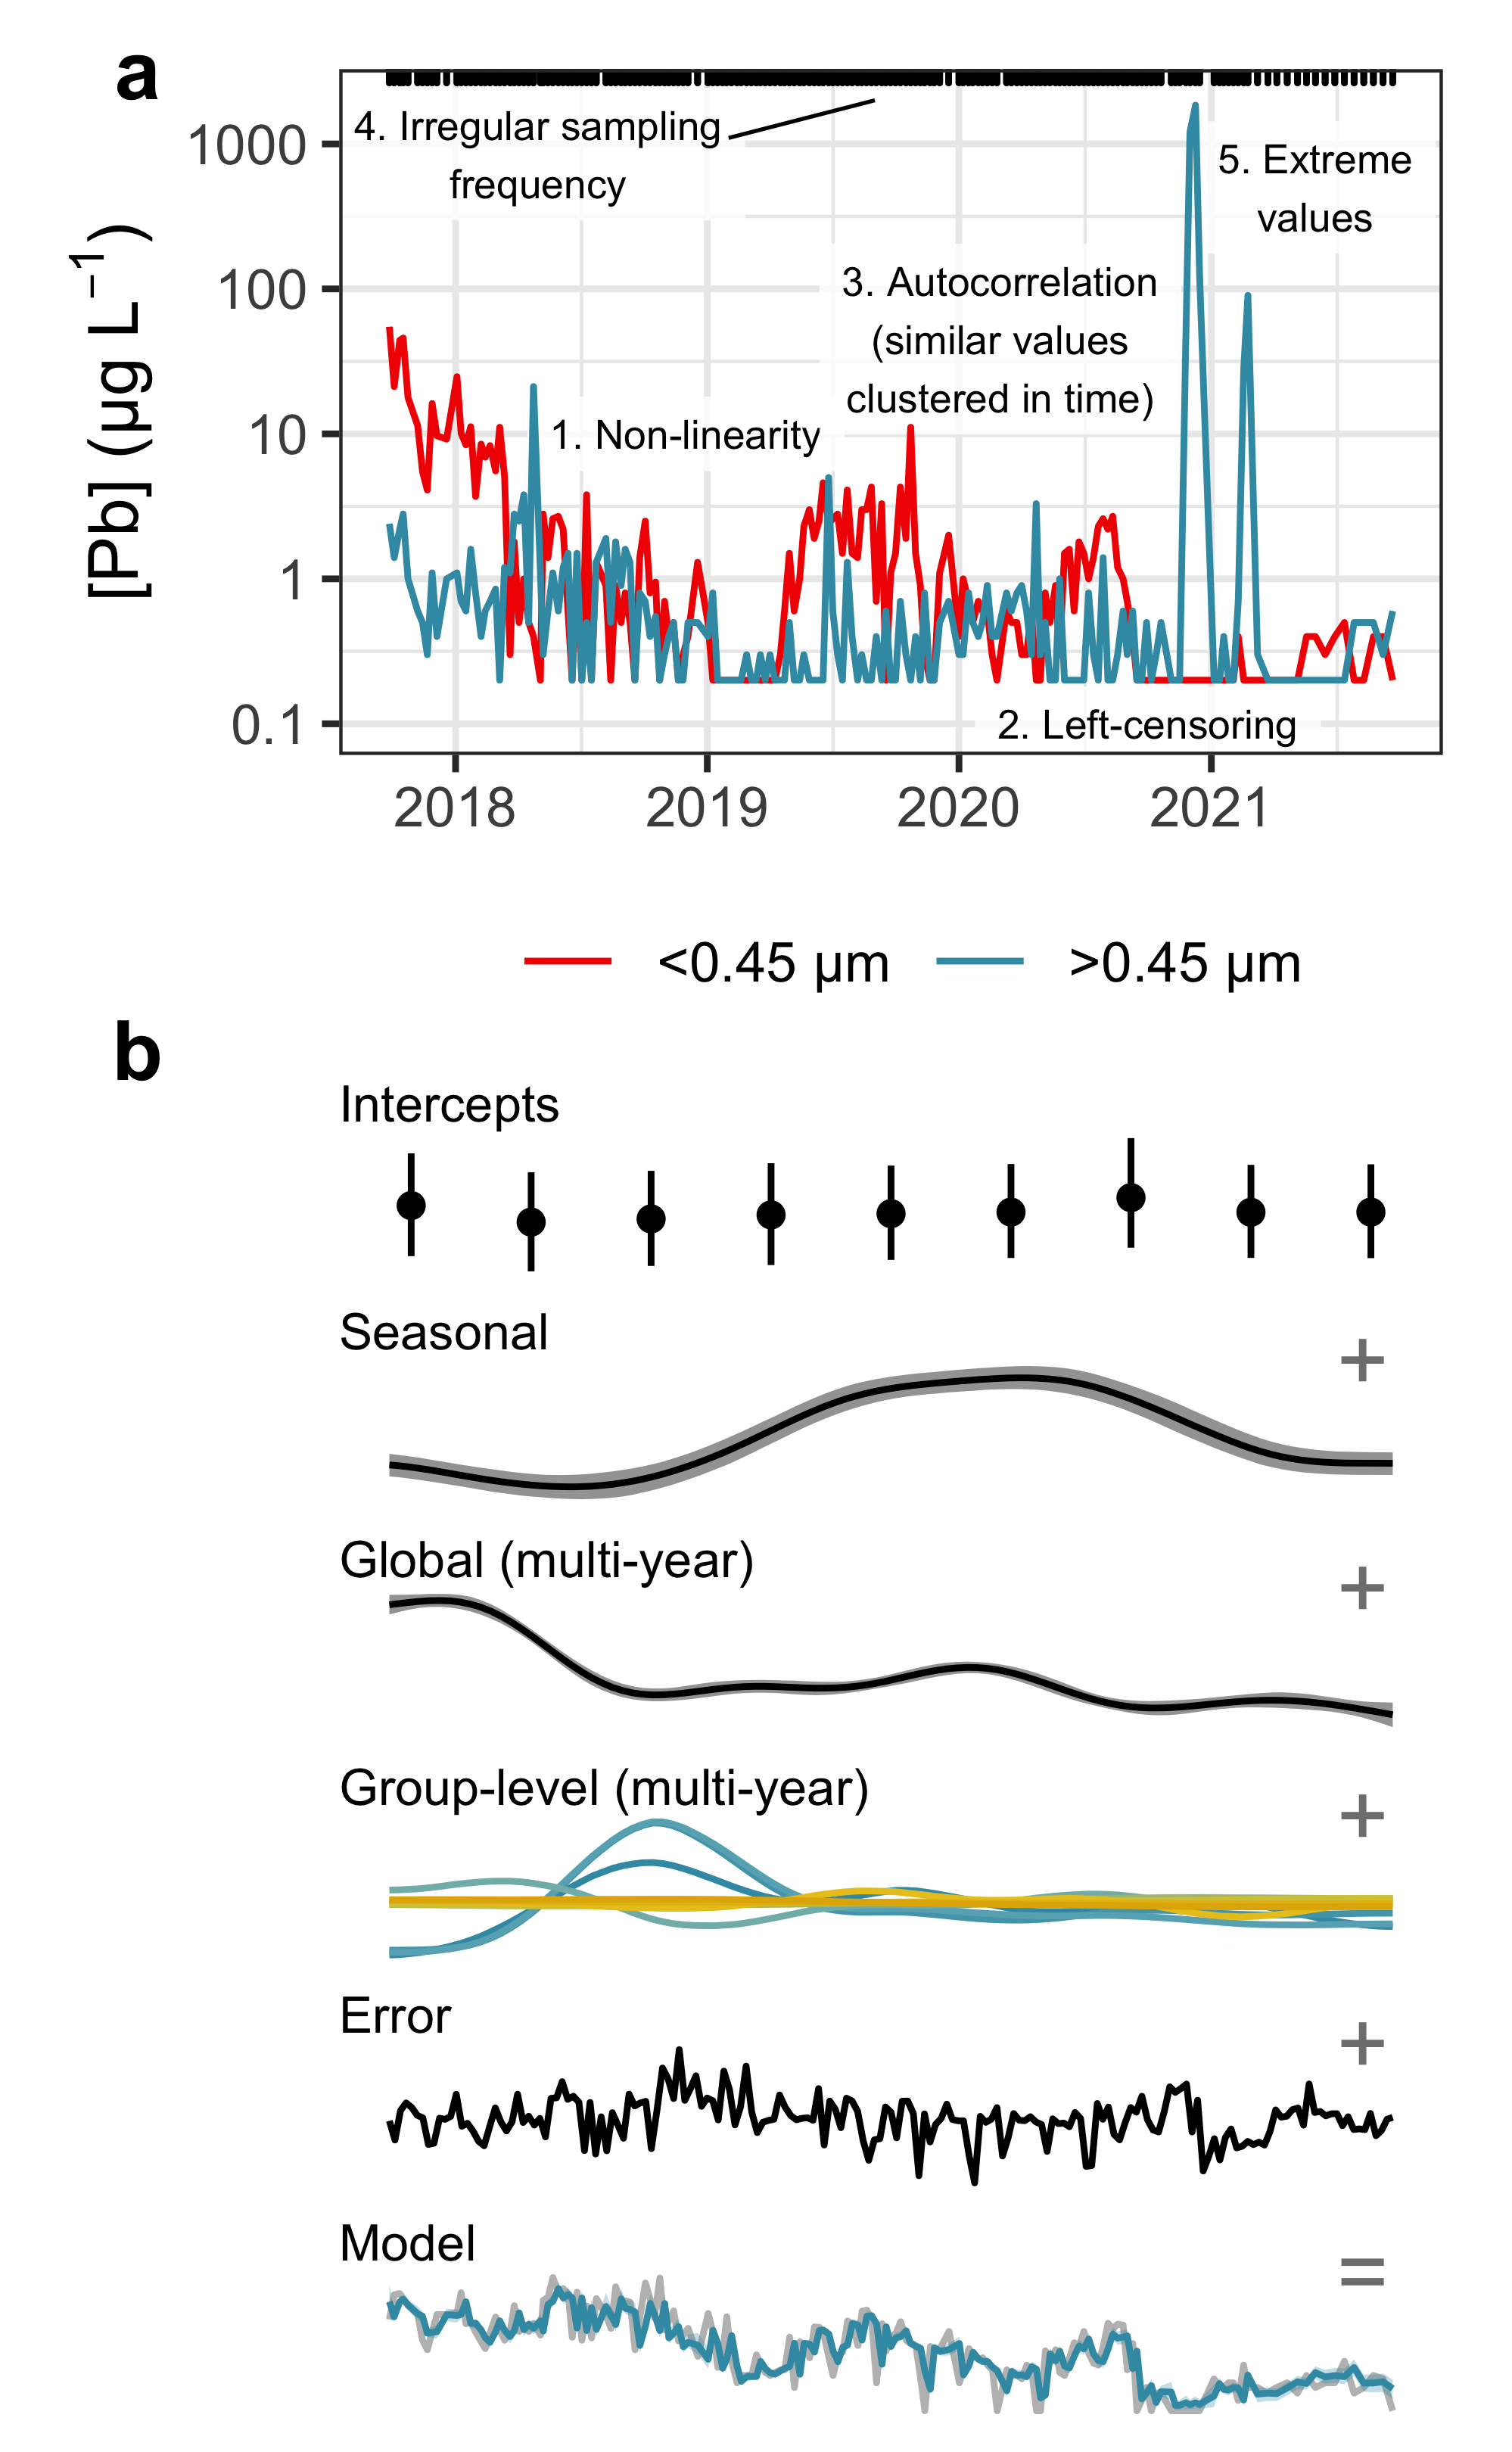 a
4. Irregular sampling
frequency
5. Extreme
values
3. Autocorrelation
(similar values
clustered in time)
1. Non-linearity
2. Left-censoring
[Pb] (µg L⁻¹)
1000
100
10
1
0.1
2018 2019 2020 2021
<0.45 µm >0.45 µm
b
Intercepts
Seasonal
+
Global (multi-year)
+
Group-level (multi-year)
+
Error
+
Model
=